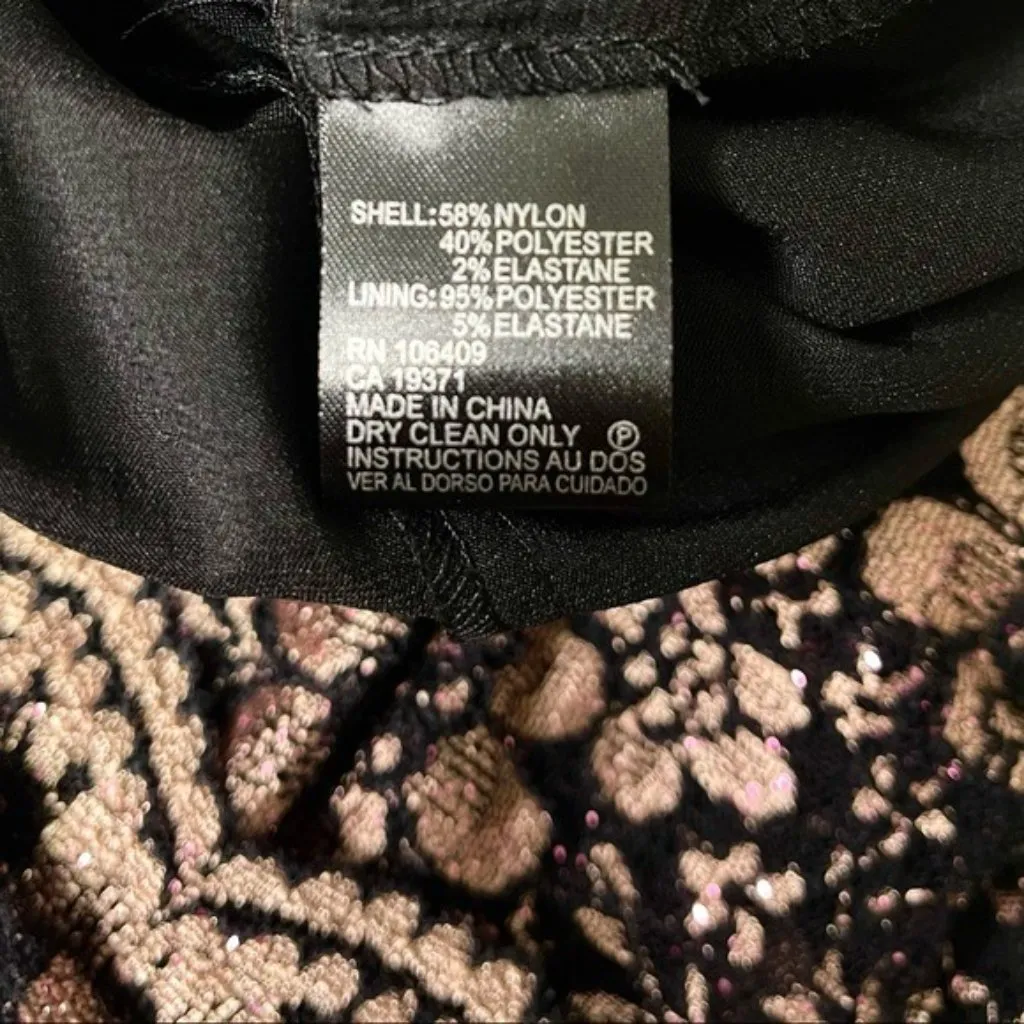 SHELL: 58% NYLON
40% POLYESTER
2% ELASTANE
LINING: 95% POLYESTER
5% ELASTANE
RN 106409
CA 19371
MADE IN CHINA
DRY CLEAN ONLY Ⓟ
INSTRUCTIONS AU DOS
VER AL DORSO PARA CUIDADO